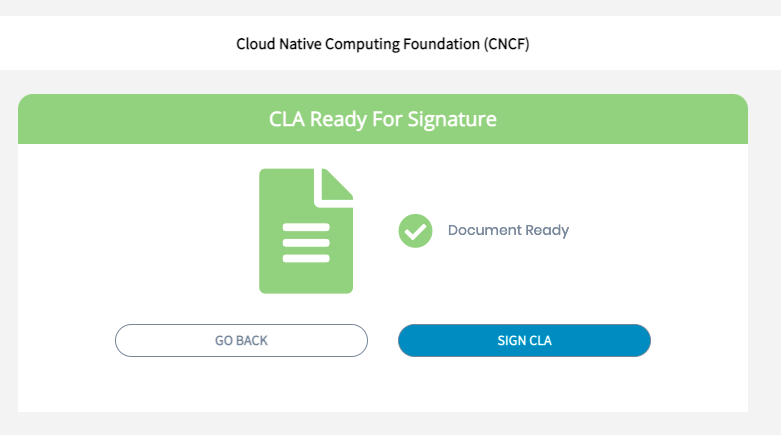 Cloud Native Computing Foundation (CNCF)
CLA Ready For Signature
Document Ready
GO BACK
SIGN CLA